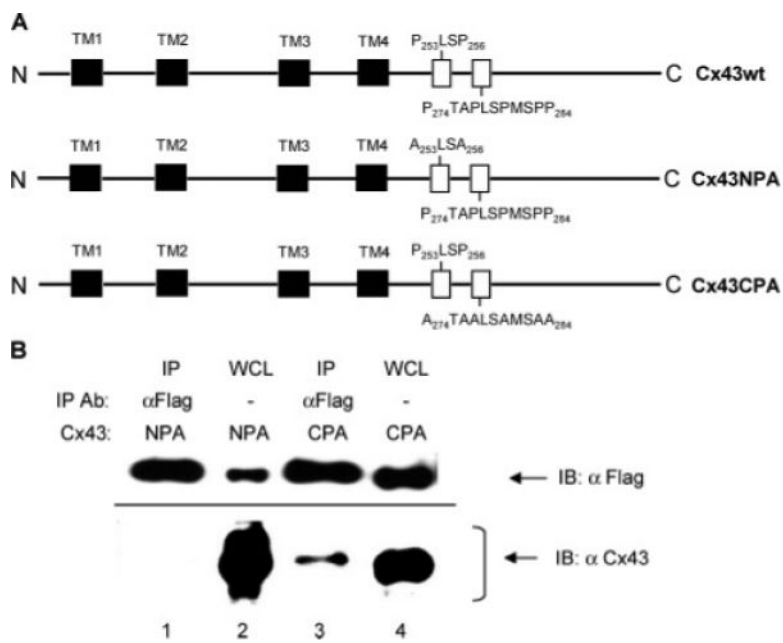 A
TM1 TM2 TM3 TM4 P₂₅₃LSP₂₅₆
N C Cx43wt
P₂₇₄TAPLSPMSPP₂₈₄
TM1 TM2 TM3 TM4 A₂₅₃LSA₂₅₆
N C Cx43NPA
P₂₇₄TAPLSPMSPP₂₈₄
TM1 TM2 TM3 TM4 P₂₅₃LSP₂₅₆
N C Cx43CPA
A₂₇₄TAALSAMSAA₂₈₄
B
IP WCL IP WCL
IP Ab: αFlag - αFlag -
Cx43: NPA NPA CPA CPA
IB: α Flag
IB: α Cx43
1 2 3 4